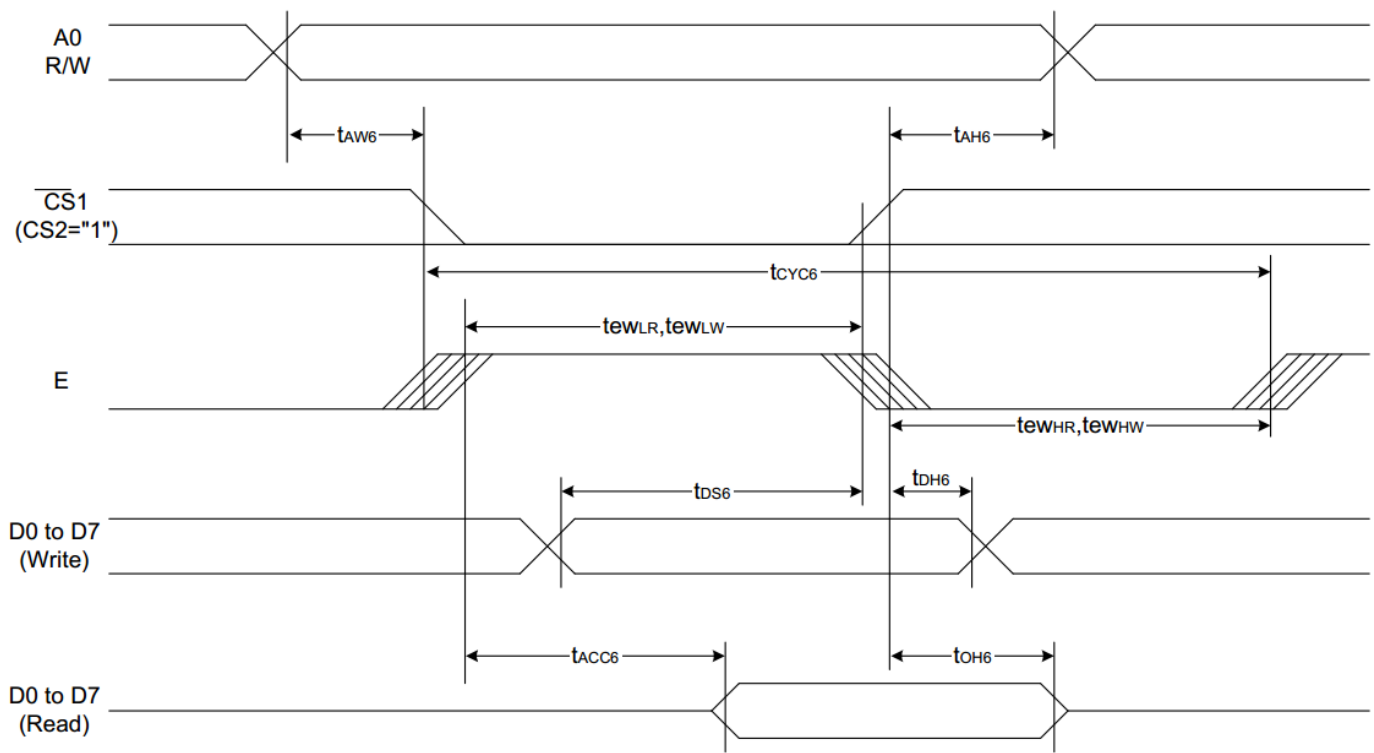 A0
R/W
tAW6
tAH6
CS1
(CS2="1")
tCYC6
tewLR,tewLW
E
tewHR,tewHW
tDS6
tDH6
D0 to D7
(Write)
tACC6
tOH6
D0 to D7
(Read)